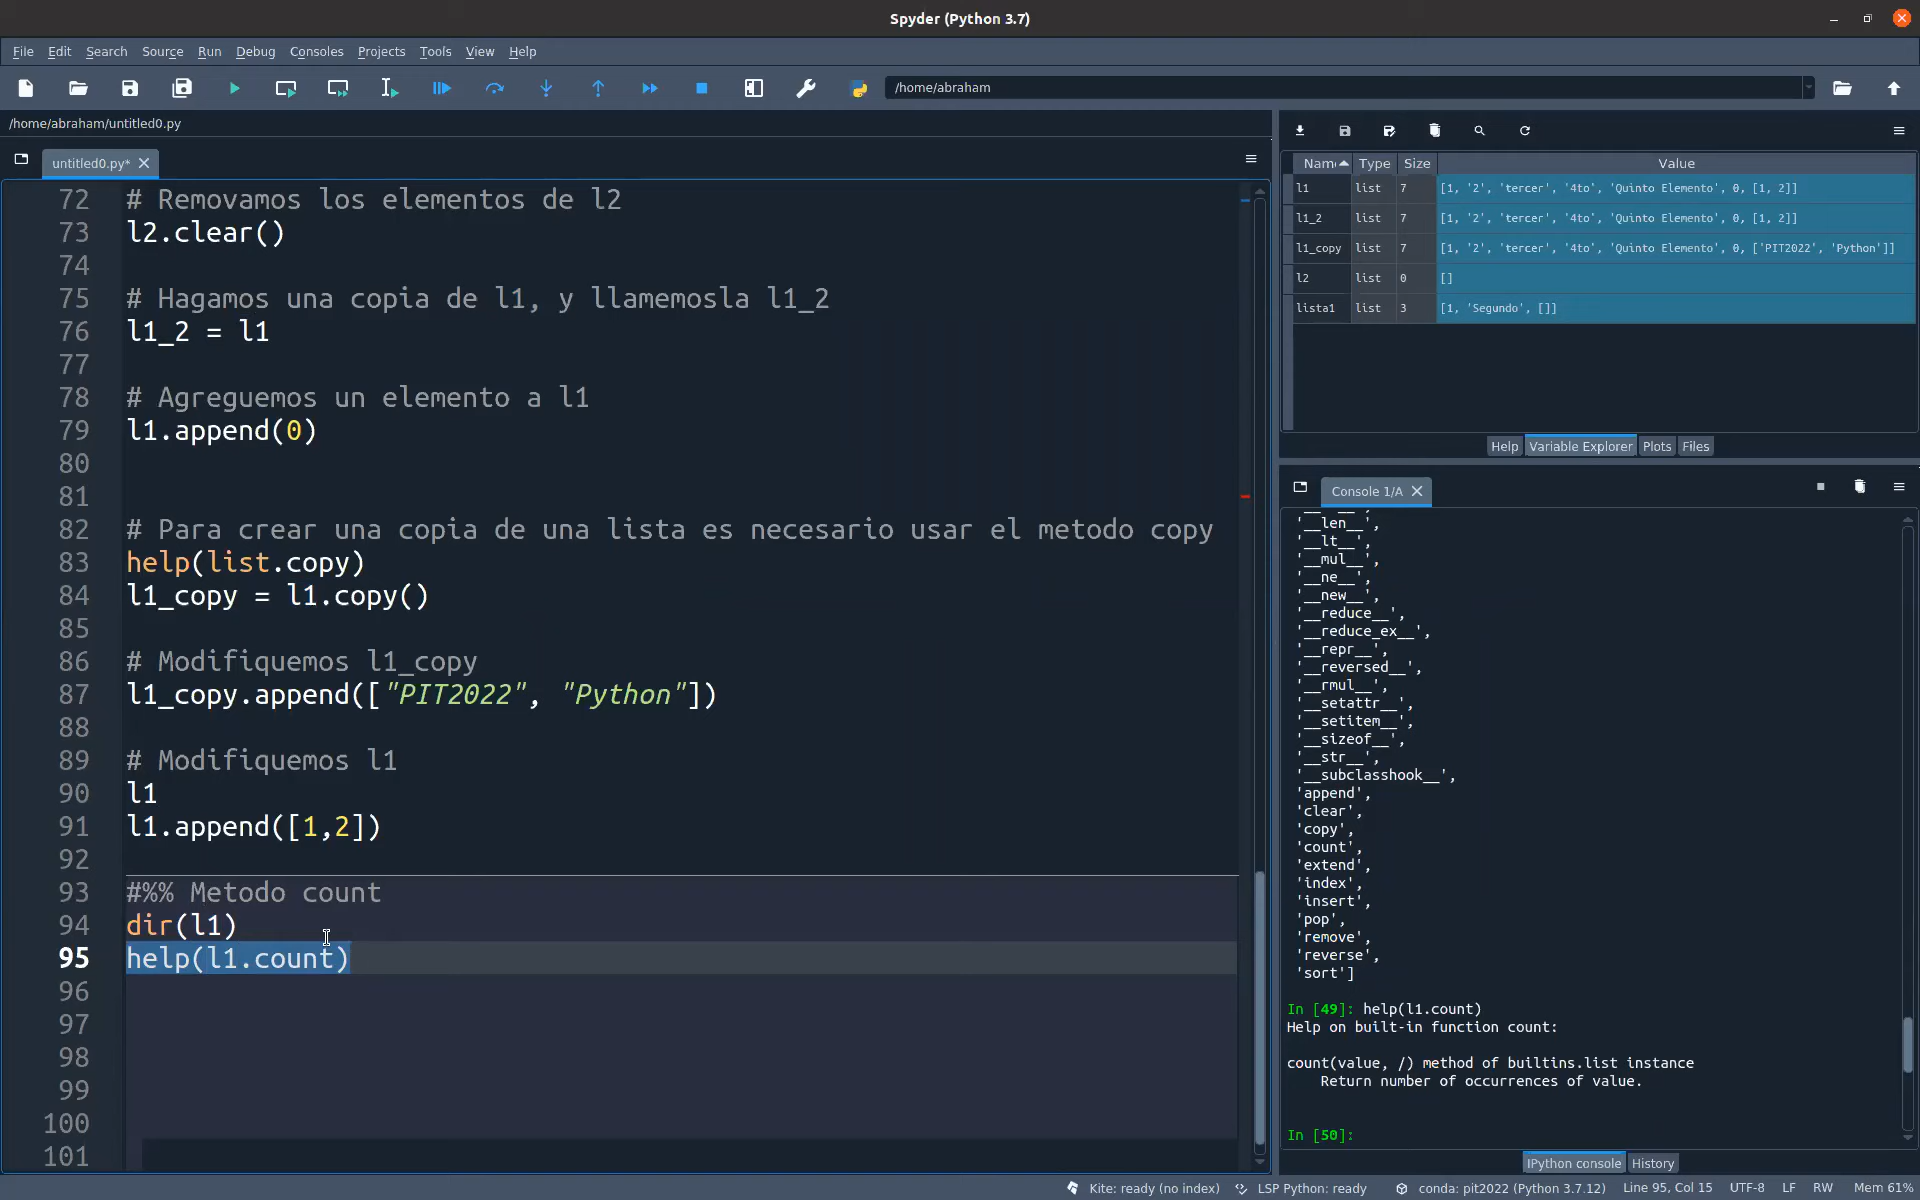 Spyder (Python 3.7)
File Edit Search Source Run Debug Consoles Projects Tools View Help
/home/abraham
/home/abraham/untitled0.py
untitled0.py*
72 # Removamos los elementos de l2
73 l2.clear()
74
75 # Hagamos una copia de l1, y llamemosla l1_2
76 l1_2 = l1
77
78 # Agreguemos un elemento a l1
79 l1.append(0)
80
81
82 # Para crear una copia de una lista es necesario usar el metodo copy
83 help(list.copy)
84 l1_copy = l1.copy()
85
86 # Modifiquemos l1_copy
87 l1_copy.append(["PIT2022", "Python"])
88
89 # Modifiquemos l1
90 l1
91 l1.append([1,2])
92
93 #%% Metodo count
94 dir(l1)
95 help(l1.count)
96
97
98
99
100
101
Name Type Size Value
l1 list 7 [1, '2', 'tercer', '4to', 'Quinto Elemento', 0, [1, 2]]
l1_2 list 7 [1, '2', 'tercer', '4to', 'Quinto Elemento', 0, [1, 2]]
l1_copy list 7 [1, '2', 'tercer', '4to', 'Quinto Elemento', 0, ['PIT2022', 'Python']]
l2 list 0 []
lista1 list 3 [1, 'Segundo', []]
Help Variable Explorer Plots Files
Console 1/A
'__len__',
'__lt__',
'__mul__',
'__ne__',
'__new__',
'__reduce__',
'__reduce_ex__',
'__repr__',
'__reversed__',
'__rmul__',
'__setattr__',
'__setitem__',
'__sizeof__',
'__str__',
'__subclasshook__',
'append',
'clear',
'copy',
'count',
'extend',
'index',
'insert',
'pop',
'remove',
'reverse',
'sort']
In [49]: help(l1.count)
Help on built-in function count:
count(value, /) method of builtins.list instance
Return number of occurrences of value.
In [50]:
IPython console History
Kite: ready (no index) LSP Python: ready conda: pit2022 (Python 3.7.12) Line 95, Col 15 UTF-8 LF RW Mem 61%